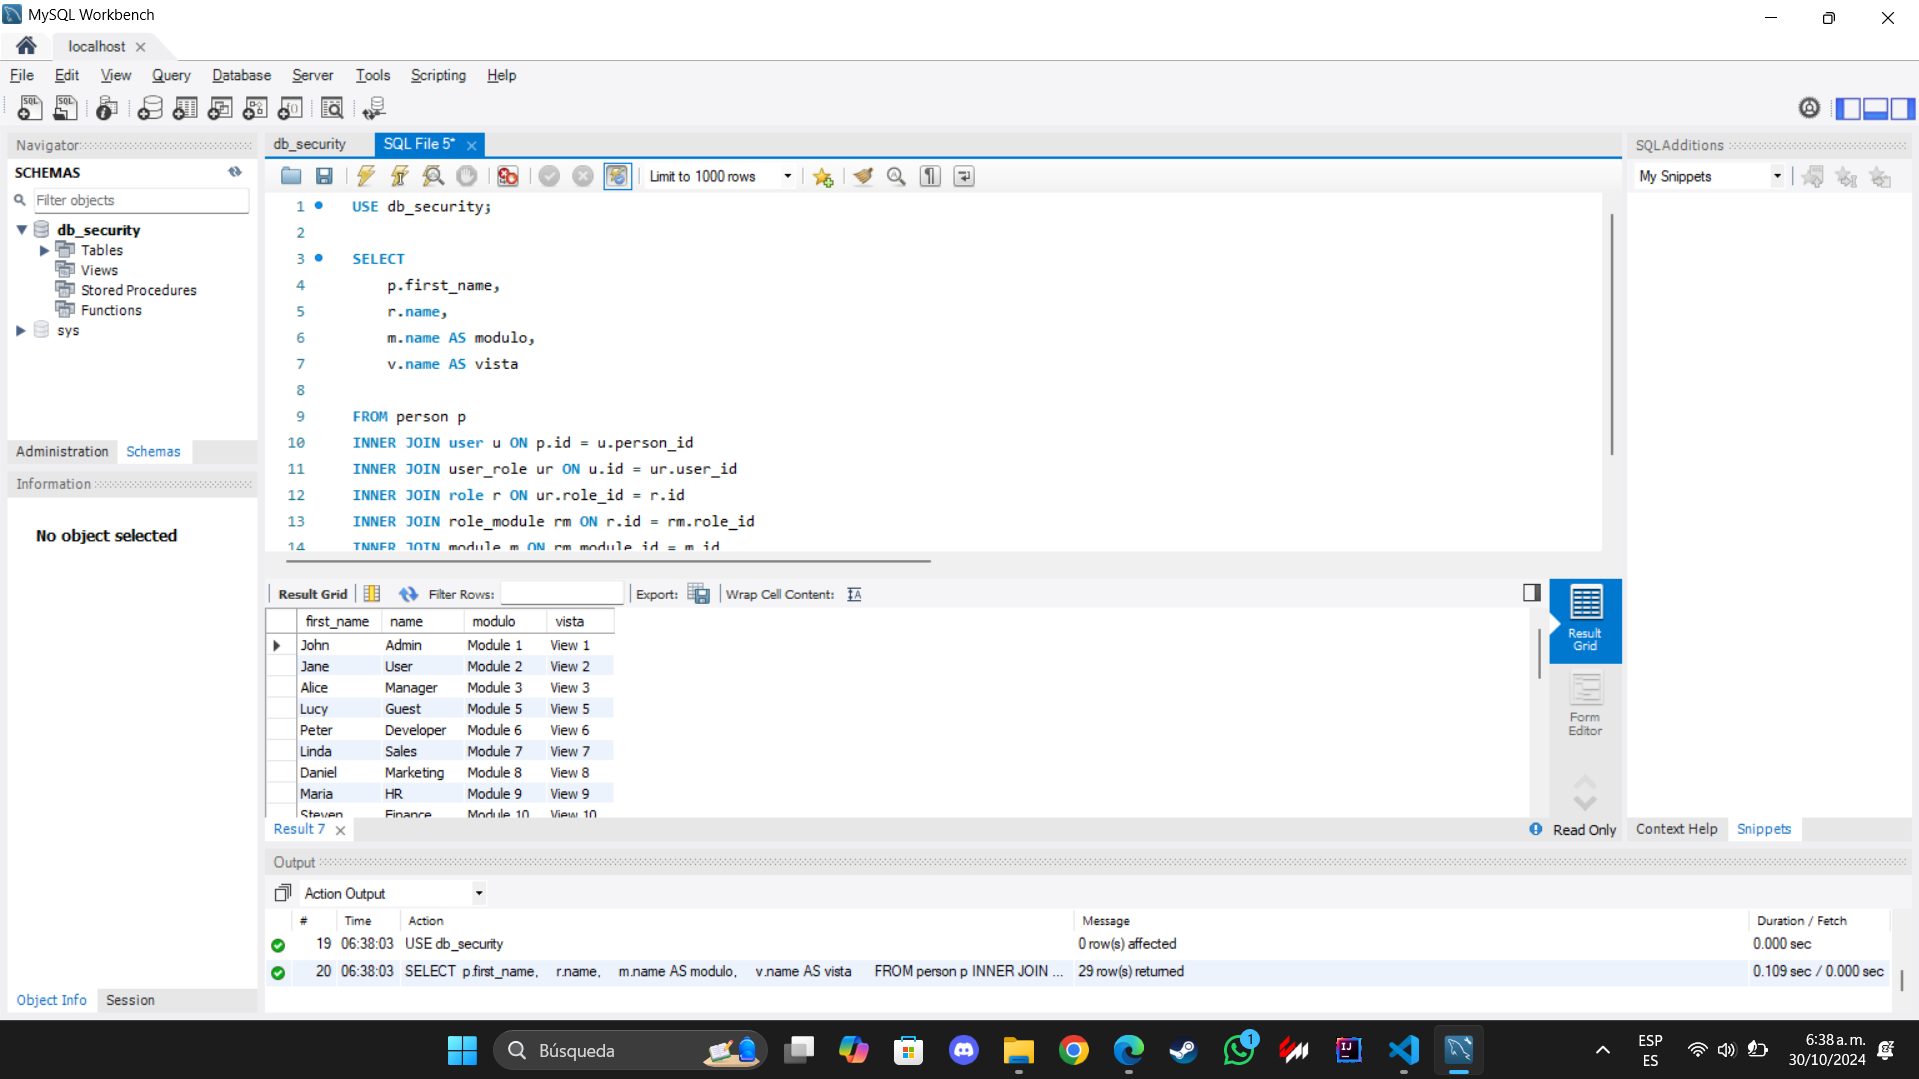 MySQL Workbench
localhost
File Edit View Query Database Server Tools Scripting Help
Navigator
SCHEMAS
Filter objects
db_security
Tables
Views
Stored Procedures
Functions
sys
Administration Schemas
Information
No object selected
Object Info Session
db_security SQL File 5*
Limit to 1000 rows
1 USE db_security;
2
3 SELECT
4 p.first_name,
5 r.name,
6 m.name AS modulo,
7 v.name AS vista
8
9 FROM person p
10 INNER JOIN user u ON p.id = u.person_id
11 INNER JOIN user_role ur ON u.id = ur.user_id
12 INNER JOIN role r ON ur.role_id = r.id
13 INNER JOIN role_module rm ON r.id = rm.role_id
14 INNER JOIN module m ON rm.module_id = m.id
Result Grid Filter Rows: Export: Wrap Cell Content:
first_name name modulo vista
John Admin Module 1 View 1
Jane User Module 2 View 2
Alice Manager Module 3 View 3
Lucy Guest Module 5 View 5
Peter Developer Module 6 View 6
Linda Sales Module 7 View 7
Daniel Marketing Module 8 View 8
Maria HR Module 9 View 9
Steven Finance Module 10 View 10
Result Grid
Form Editor
Result 7
Read Only
SQLAdditions
My Snippets
Context Help Snippets
Output
Action Output
# Time Action Message Duration / Fetch
19 06:38:03 USE db_security 0 row(s) affected 0.000 sec
20 06:38:03 SELECT p.first_name, r.name, m.name AS modulo, v.name AS vista FROM person p INNER JOIN ... 29 row(s) returned 0.109 sec / 0.000 sec
Búsqueda
1
ESP
ES
6:38 a. m.
30/10/2024